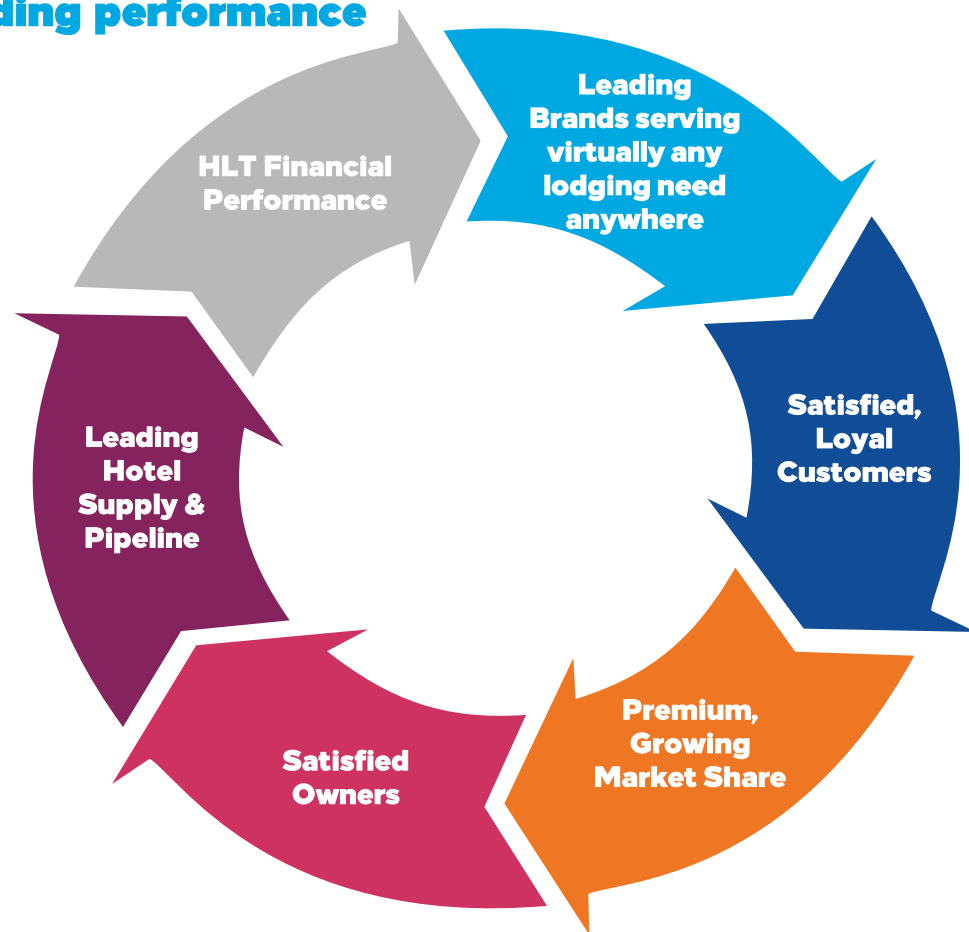 ding performance
Leading
Brands serving
virtually any
lodging need
anywhere
Satisfied,
Loyal
Customers
Premium,
Growing
Market Share
Satisfied
Owners
Leading
Hotel
Supply &
Pipeline
HLT Financial
Performance